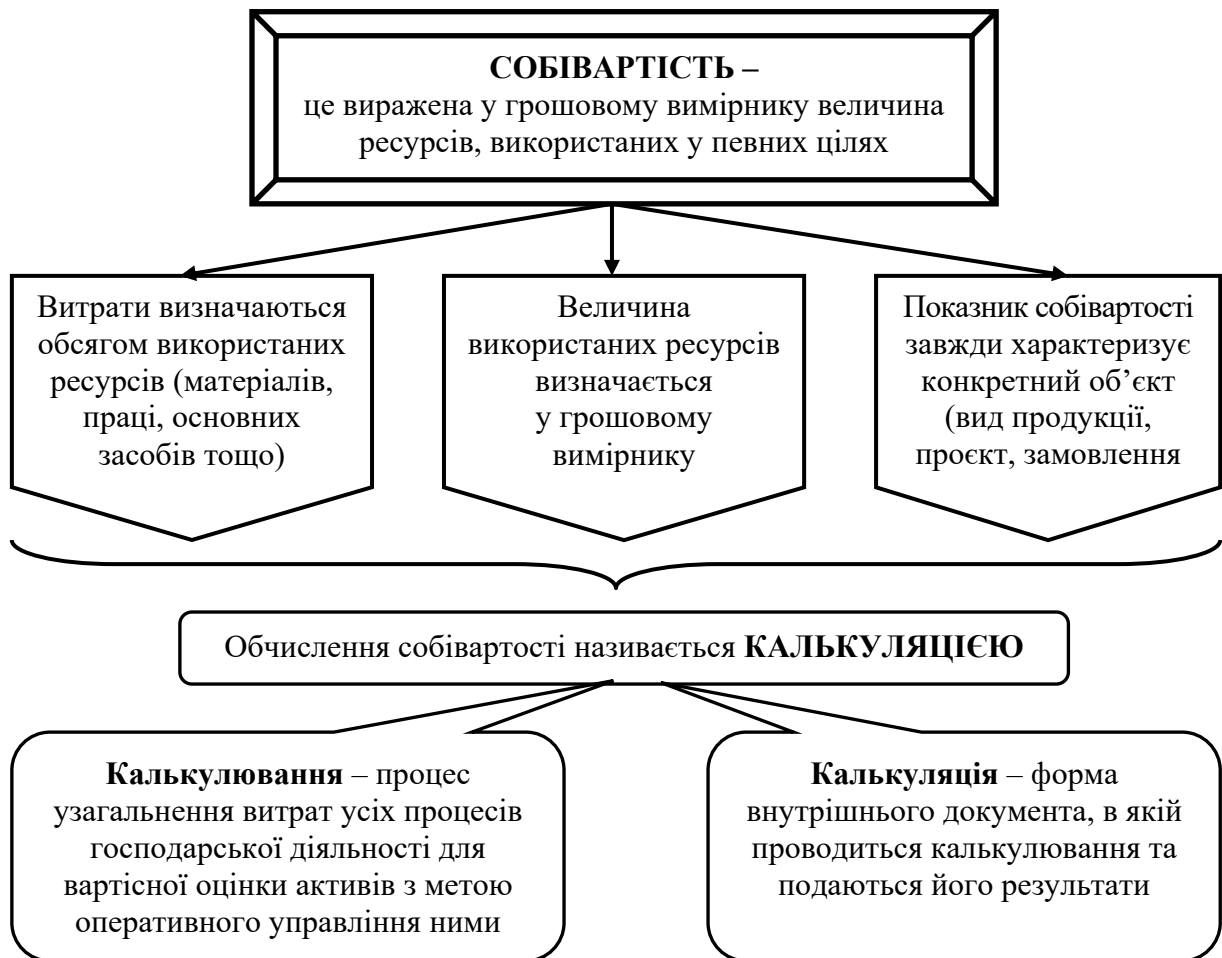 СОБІВАРТІСТЬ –
це виражена у грошовому вимірнику величина
ресурсів, використаних у певних цілях
Витрати визначаються
обсягом використаних
ресурсів (матеріалів,
праці, основних
засобів тощо)
Величина
використаних ресурсів
визначається
у грошовому
вимірнику
Показник собівартості
завжди характеризує
конкретний об’єкт
(вид продукції,
проєкт, замовлення
Обчислення собівартості називається КАЛЬКУЛЯЦІЄЮ
Калькулювання – процес
узагальнення витрат усіх процесів
господарської діяльності для
вартісної оцінки активів з метою
оперативного управління ними
Калькуляція – форма
внутрішнього документа, в якій
проводиться калькулювання та
подаються його результати